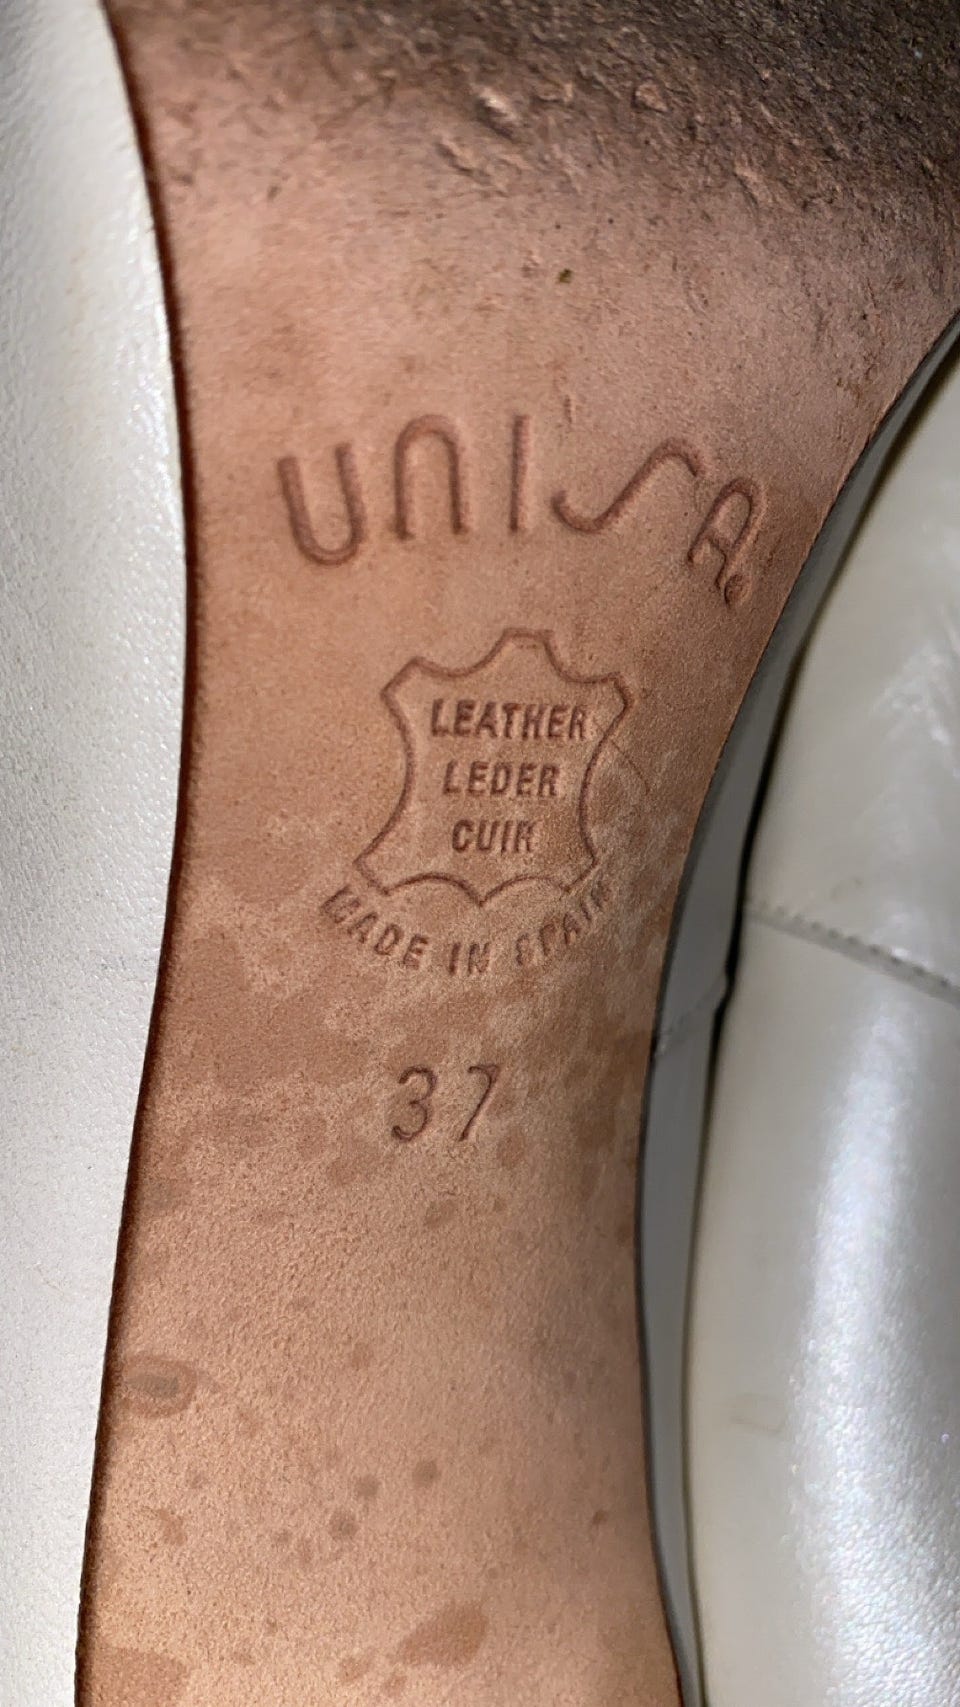 UNISA
LEATHER
LEDER
CUIR
MADE IN SPAIN
37